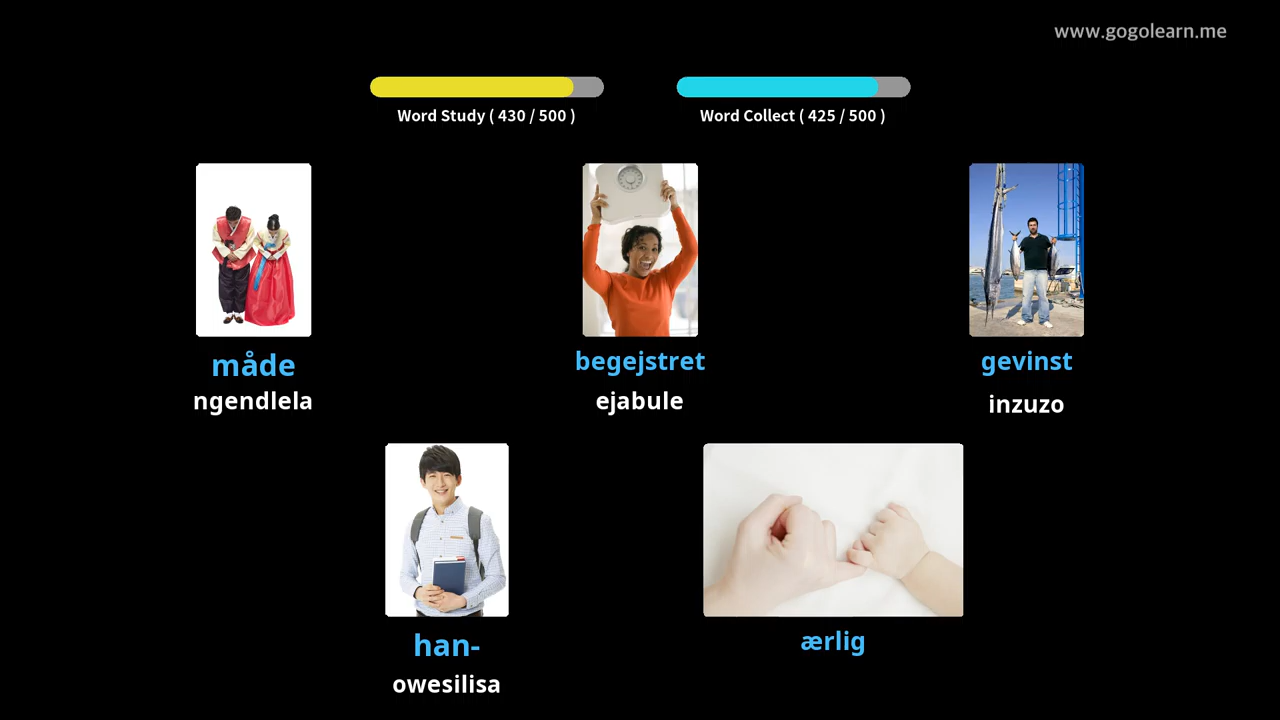 www.gogolearn.me
Word Study ( 430 / 500 )
Word Collect ( 425 / 500 )
måde
ngendlela
begejstret
ejabule
gevinst
inzuzo
han-
owesilisa
ærlig